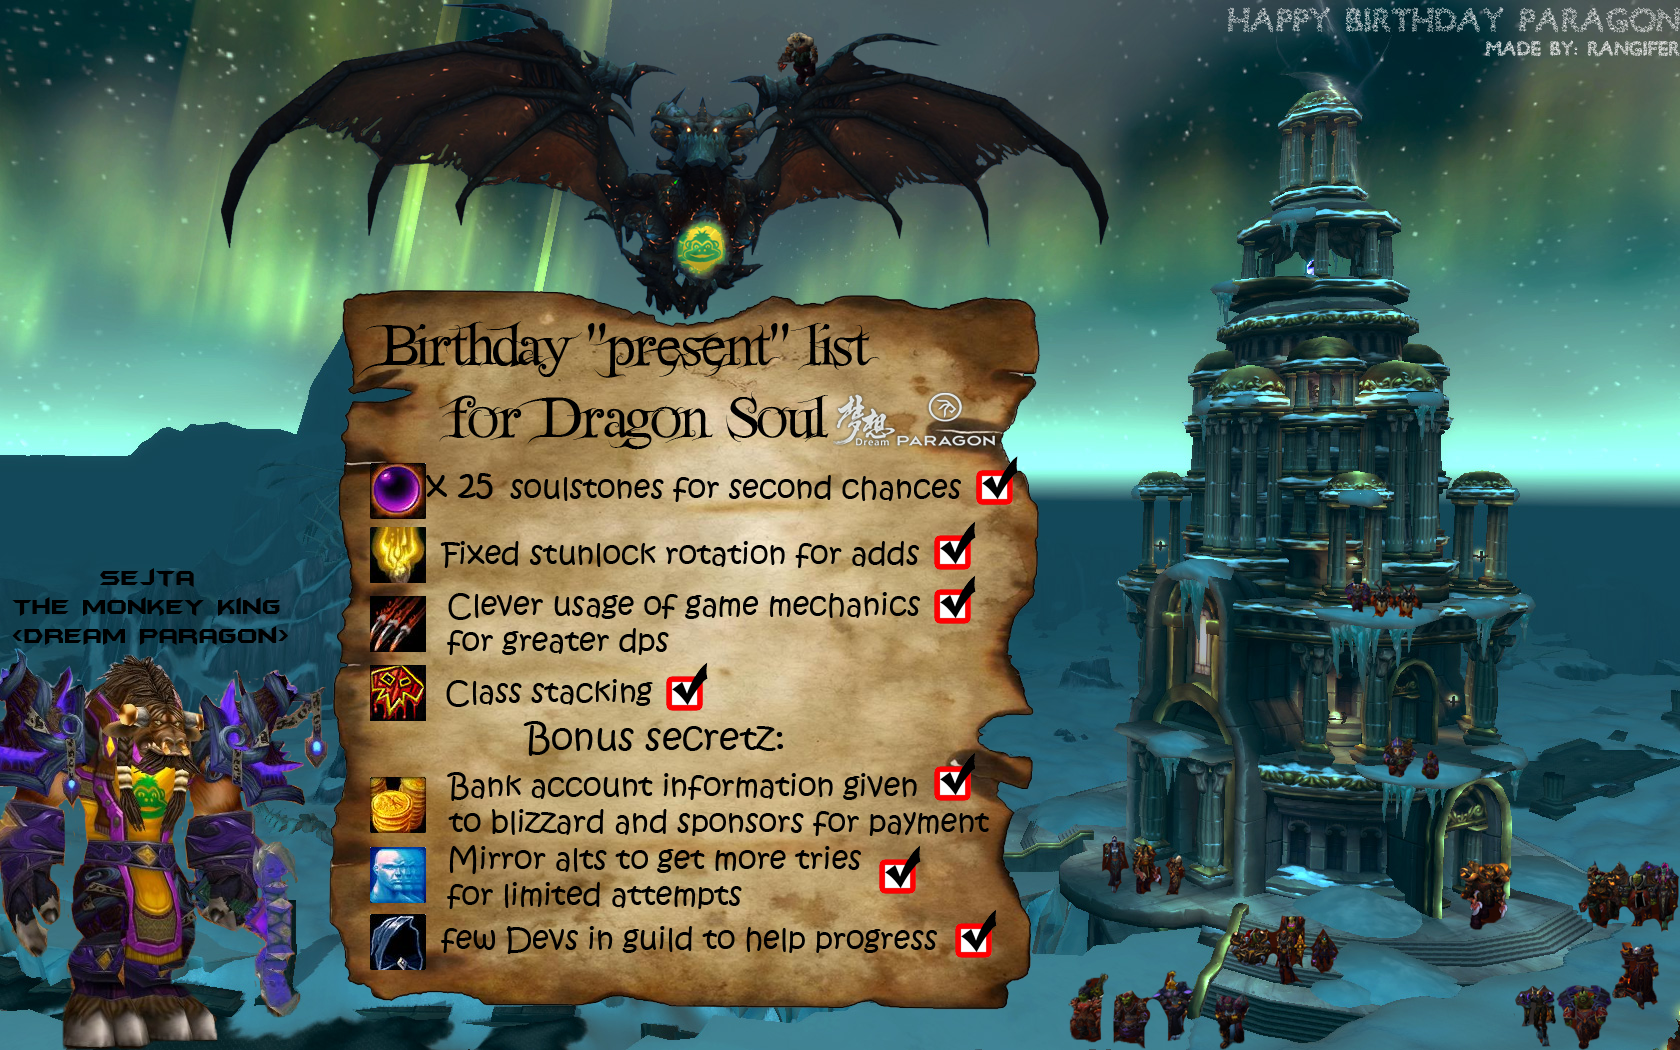 HAPPY BIRTHDAY PARAGON
MADE BY: RANGIFER
Birthday "present" list
for Dragon Soul
梦想
Dream PARAGON
X 25 soulstones for second chances
Fixed stunlock rotation for adds
Clever usage of game mechanics
for greater dps
Class stacking
Bonus secretz:
Bank account information given
to blizzard and sponsors for payment
Mirror alts to get more tries
for limited attempts
few Devs in guild to help progress
SEJTA
THE MONKEY KING
<DREAM PARAGON>